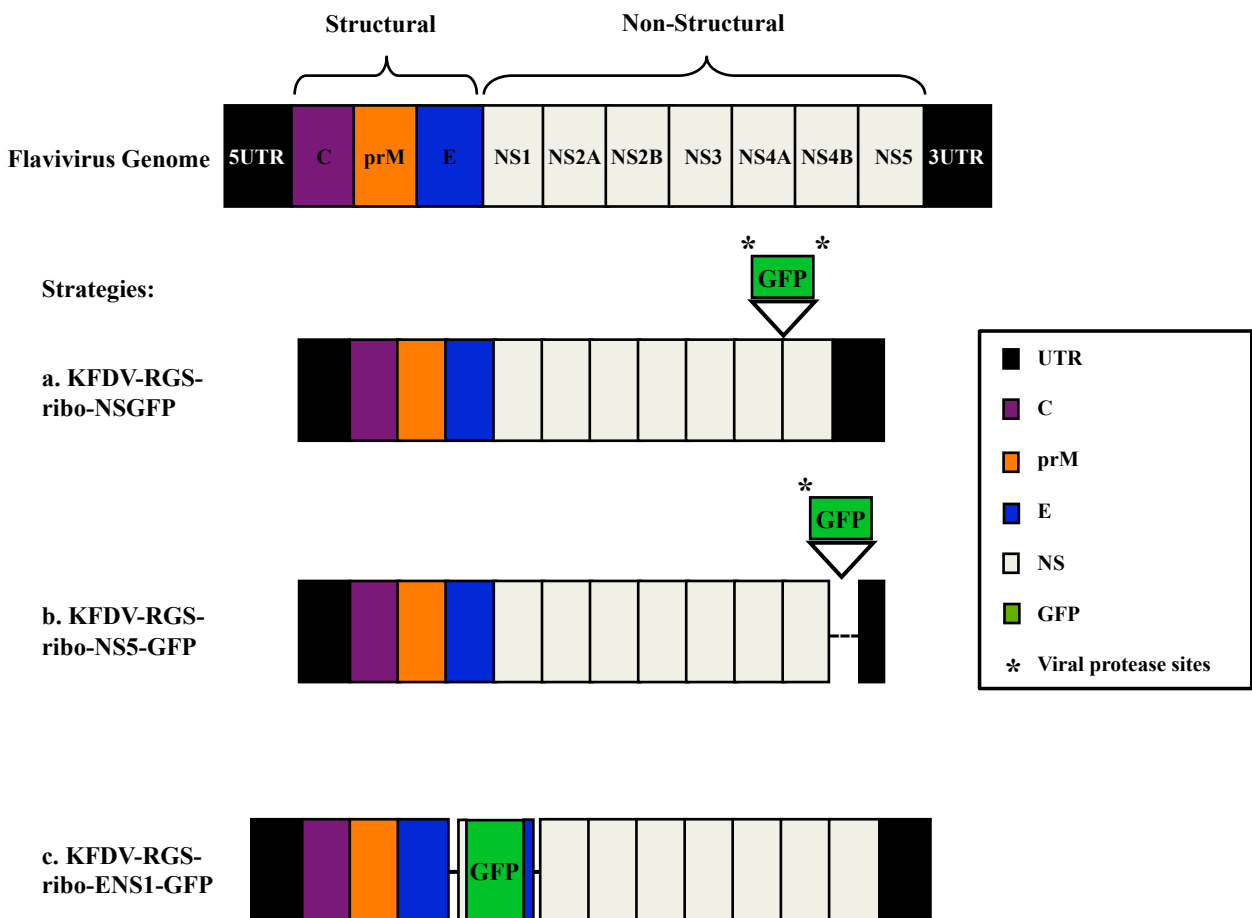 Structural
Non-Structural
Flavivirus Genome
5UTR
C
prM
E
NS1
NS2A
NS2B
NS3
NS4A
NS4B
NS5
3UTR
* *
GFP
Strategies:
a. KFDV-RGS-
ribo-NSGFP
*
GFP
b. KFDV-RGS-
ribo-NS5-GFP
c. KFDV-RGS-
ribo-ENS1-GFP
GFP
UTR
C
prM
E
NS
GFP
* Viral protease sites